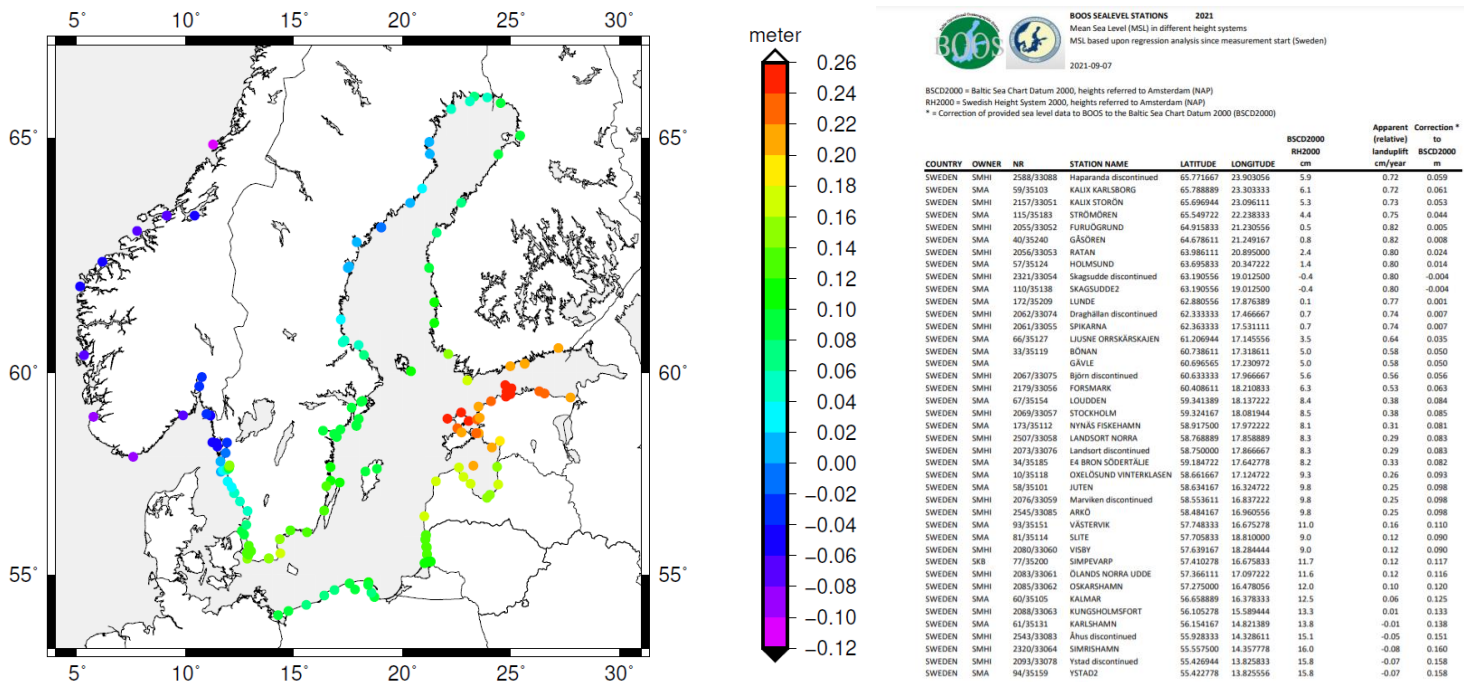 5° 10° 15° 20° 25° 30°
65°
60°
55°
65°
60°
55°
5° 10° 15° 20° 25° 30°
meter
0.26
0.24
0.22
0.20
0.18
0.16
0.14
0.12
0.10
0.08
0.06
0.04
0.02
0.00
−0.02
−0.04
−0.06
−0.08
−0.10
−0.12
BOOS
BOOS SEALEVEL STATIONS 2021
Mean Sea Level (MSL) in different height systems
MSL based upon regression analysis since measurement start (Sweden)
2021-09-07
BSCD2000 = Baltic Sea Chart Datum 2000, heights referred to Amsterdam (NAP)
RH2000 = Swedish Height System 2000, heights referred to Amsterdam (NAP)
* = Correction of provided sea level data to BOOS to the Baltic Sea Chart Datum 2000 (BSCD2000)
Apparent Correction *
BSCD2000 (relative) to
RH2000 landuplift BSCD2000
COUNTRY OWNER NR STATION NAME LATITUDE LONGITUDE cm cm/year m
SWEDEN SMHI 2588/33088 Haparanda discontinued 65.771667 23.903056 5.9 0.72 0.059
SWEDEN SMA 59/35103 KALIX KARLSBORG 65.788889 23.303333 6.1 0.72 0.061
SWEDEN SMHI 2157/33051 KALIX STORÖN 65.696944 23.096111 5.3 0.73 0.053
SWEDEN SMA 115/35183 STRÖMÖREN 65.549722 22.238333 4.4 0.75 0.044
SWEDEN SMHI 2055/33052 FURUÖGRUND 64.915833 21.230556 0.5 0.82 0.005
SWEDEN SMA 40/35240 GÅSÖREN 64.678611 21.249167 0.8 0.82 0.008
SWEDEN SMHI 2056/33053 RATAN 63.986111 20.895000 2.4 0.80 0.024
SWEDEN SMA 57/35124 HOLMSUND 63.695833 20.347222 1.4 0.80 0.014
SWEDEN SMHI 2321/33054 Skagsudde discontinued 63.190556 19.012500 -0.4 0.80 -0.004
SWEDEN SMA 110/35138 SKAGSUDDE2 63.190556 19.012500 -0.4 0.80 -0.004
SWEDEN SMA 172/35209 LUNDE 62.880556 17.876389 0.1 0.77 0.001
SWEDEN SMHI 2062/33074 Draghällan discontinued 62.333333 17.466667 0.7 0.74 0.007
SWEDEN SMHI 2061/33055 SPIKARNA 62.363333 17.531111 0.7 0.74 0.007
SWEDEN SMA 66/35127 LJUSNE ORRSKÄRSKAJEN 61.206944 17.145556 3.5 0.64 0.035
SWEDEN SMA 33/35119 BÖNAN 60.738611 17.318611 5.0 0.58 0.050
SWEDEN SMA GÄVLE 60.696565 17.230972 5.0 0.58 0.050
SWEDEN SMHI 2067/33075 Björn discontinued 60.633333 17.966667 5.6 0.56 0.056
SWEDEN SMHI 2179/33056 FORSMARK 60.408611 18.210833 6.3 0.53 0.063
SWEDEN SMA 67/35154 LOUDDEN 59.341389 18.137222 8.4 0.38 0.084
SWEDEN SMHI 2069/33057 STOCKHOLM 59.324167 18.081944 8.5 0.38 0.085
SWEDEN SMA 173/35112 NYNÄS FISKEHAMN 58.917500 17.972222 8.1 0.31 0.081
SWEDEN SMHI 2507/33058 LANDSORT NORRA 58.768889 17.858889 8.3 0.29 0.083
SWEDEN SMHI 2073/33076 Landsort discontinued 58.750000 17.866667 8.3 0.29 0.083
SWEDEN SMA 34/35185 E4 BRON SÖDERTÄLJE 59.184722 17.642778 8.2 0.33 0.082
SWEDEN SMA 10/35118 OXELÖSUND VINTERKLASEN 58.661667 17.124722 9.3 0.26 0.093
SWEDEN SMA 58/35101 JUTEN 58.634167 16.324722 9.8 0.25 0.098
SWEDEN SMHI 2076/33059 Marviken discontinued 58.553611 16.837222 9.8 0.25 0.098
SWEDEN SMHI 2545/33085 ARKÖ 58.484167 16.960556 9.8 0.25 0.098
SWEDEN SMA 93/35151 VÄSTERVIK 57.748333 16.675278 11.0 0.16 0.110
SWEDEN SMA 81/35114 SLITE 57.705833 18.810000 9.0 0.12 0.090
SWEDEN SMHI 2080/33060 VISBY 57.639167 18.284444 9.0 0.12 0.090
SWEDEN SKB 77/35200 SIMPEVARP 57.410278 16.675833 11.7 0.12 0.117
SWEDEN SMHI 2083/33061 ÖLANDS NORRA UDDE 57.366111 17.097222 11.6 0.12 0.116
SWEDEN SMHI 2085/33062 OSKARSHAMN 57.275000 16.478056 12.0 0.10 0.120
SWEDEN SMA 60/35105 KALMAR 56.658889 16.378333 12.5 0.06 0.125
SWEDEN SMHI 2088/33063 KUNGSHOLMSFORT 56.105278 15.589444 13.3 0.01 0.133
SWEDEN SMA 61/35131 KARLSHAMN 56.154167 14.821389 13.8 -0.01 0.138
SWEDEN SMHI 2543/33083 Åhus discontinued 55.928333 14.328611 15.1 -0.05 0.151
SWEDEN SMHI 2320/33064 SIMRISHAMN 55.557500 14.357778 16.0 -0.08 0.160
SWEDEN SMHI 2093/33078 Ystad discontinued 55.426944 13.825833 15.8 -0.07 0.158
SWEDEN SMA 94/35159 YSTAD2 55.422778 13.825556 15.8 -0.07 0.158